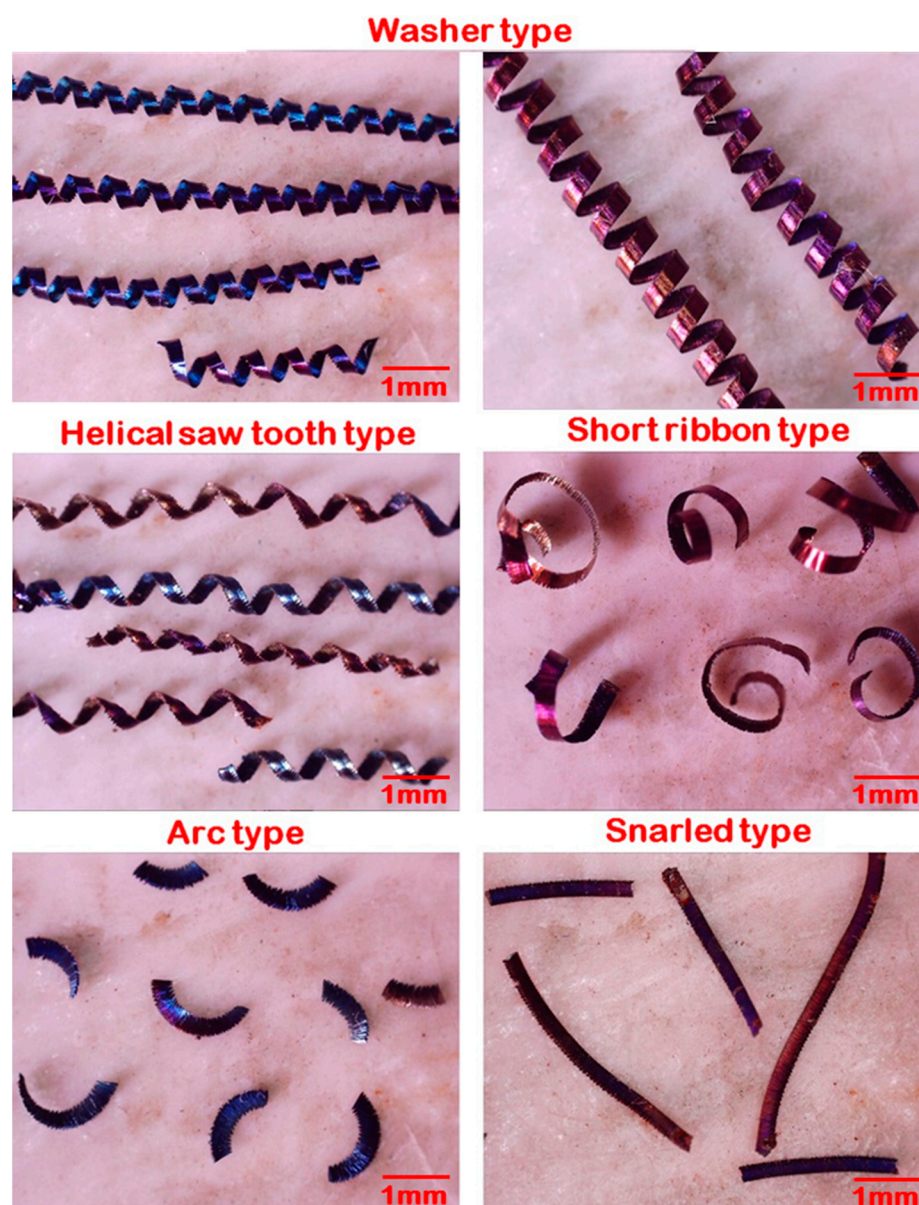 Washer type
1mm
1mm
Helical saw tooth type
Short ribbon type
1mm
1mm
Arc type
Snarled type
1mm
1mm